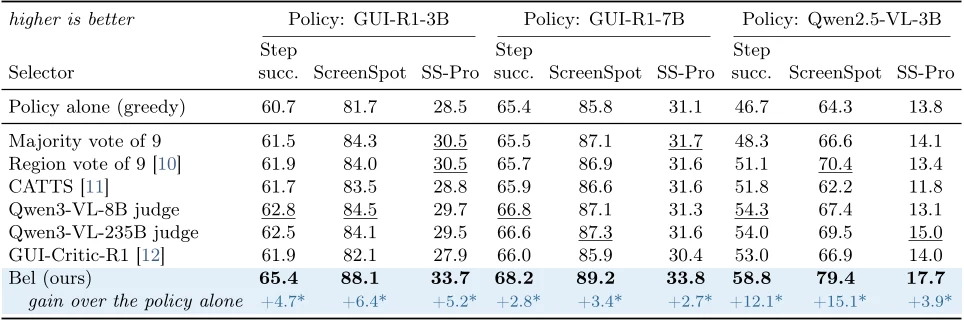 higher is better Policy: GUI-R1-3B Policy: GUI-R1-7B Policy: Qwen2.5-VL-3B
Step Step Step
Selector succ. ScreenSpot SS-Pro succ. ScreenSpot SS-Pro succ. ScreenSpot SS-Pro
Policy alone (greedy) 60.7 81.7 28.5 65.4 85.8 31.1 46.7 64.3 13.8
Majority vote of 9 61.5 84.3 30.5 65.5 87.1 31.7 48.3 66.6 14.1
Region vote of 9 [10] 61.9 84.0 30.5 65.7 86.9 31.6 51.1 70.4 13.4
CATTS [11] 61.7 83.5 28.8 65.9 86.6 31.6 51.8 62.2 11.8
Qwen3-VL-8B judge 62.8 84.5 29.7 66.8 87.1 31.3 54.3 67.4 13.1
Qwen3-VL-235B judge 62.5 84.1 29.5 66.6 87.3 31.6 54.0 69.5 15.0
GUI-Critic-R1 [12] 61.9 82.1 27.9 66.0 85.9 30.4 53.0 66.9 14.0
Bel (ours) 65.4 88.1 33.7 68.2 89.2 33.8 58.8 79.4 17.7
gain over the policy alone +4.7* +6.4* +5.2* +2.8* +3.4* +2.7* +12.1* +15.1* +3.9*